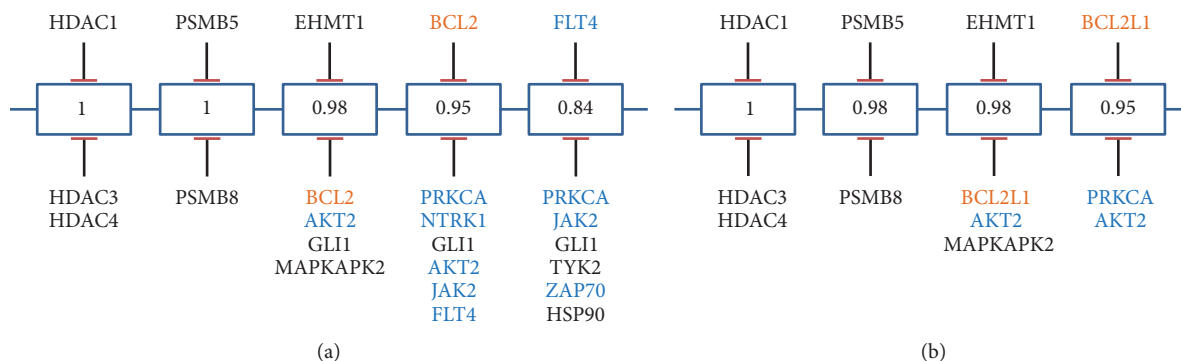 HDAC1 PSMB5 EHMT1 BCL2 FLT4
1 1 0.98 0.95 0.84
HDAC3 PSMB8 BCL2 PRKCA PRKCA
HDAC4 AKT2 NTRK1 JAK2
GLI1 GLI1 GLI1
MAPKAPK2 AKT2 TYK2
JAK2 ZAP70
FLT4 HSP90
(a)
HDAC1 PSMB5 EHMT1 BCL2L1
1 0.98 0.98 0.95
HDAC3 PSMB8 BCL2L1 PRKCA
HDAC4 AKT2 AKT2
MAPKAPK2
(b)